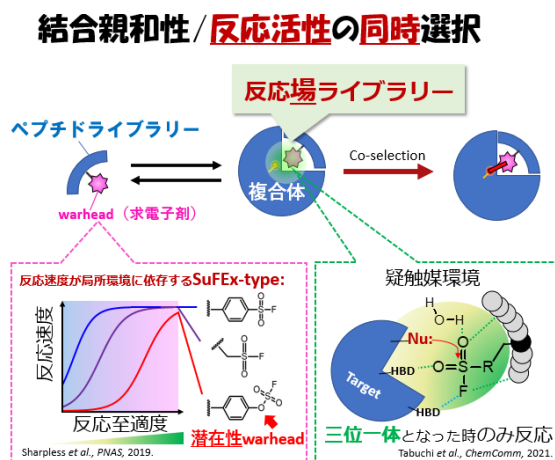 結合親和性/反応活性の同時選択
反応場ライブラリー
ペプチドライブラリー
Co-selection
複合体
warhead（求電子剤）
反応速度が局所環境に依存するSuFEx-type:
反応速度
反応至適度
潜在性warhead
Sharpless et al., PNAS, 2019.
疑触媒環境
H
O
H
Nu:
O
O
S
R
F
HBD
HBD
Target
三位一体となった時のみ反応
Tabuchi et al., ChemComm, 2021.
O
S
F
O
O
S
F
O
O
S
F
O
O